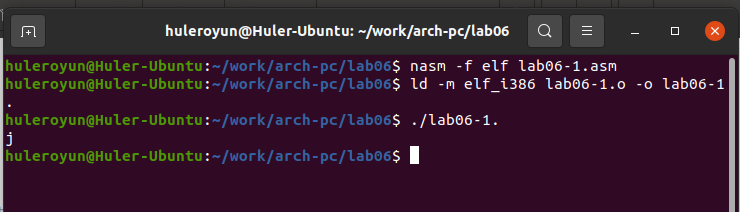 huleroyun@Huler-Ubuntu: ~/work/arch-pc/lab06
huleroyun@Huler-Ubuntu:~/work/arch-pc/lab06$ nasm -f elf lab06-1.asm
huleroyun@Huler-Ubuntu:~/work/arch-pc/lab06$ ld -m elf_i386 lab06-1.o -o lab06-1
.
huleroyun@Huler-Ubuntu:~/work/arch-pc/lab06$ ./lab06-1.
j
huleroyun@Huler-Ubuntu:~/work/arch-pc/lab06$